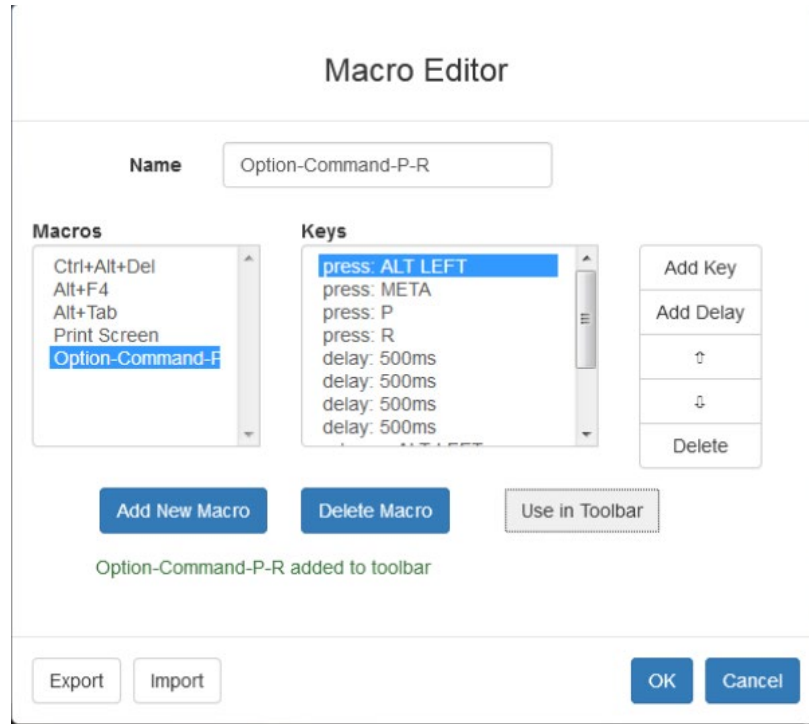 Macro Editor
Name
Option-Command-P-R
Macros
Ctrl+Alt+Del
Alt+F4
Alt+Tab
Print Screen
Option-Command-P
Keys
press: ALT LEFT
press: META
press: P
press: R
delay: 500ms
delay: 500ms
delay: 500ms
delay: 500ms
Add Key
Add Delay
⇧
⇩
Delete
Add New Macro
Delete Macro
Use in Toolbar
Option-Command-P-R added to toolbar
Export
Import
OK
Cancel